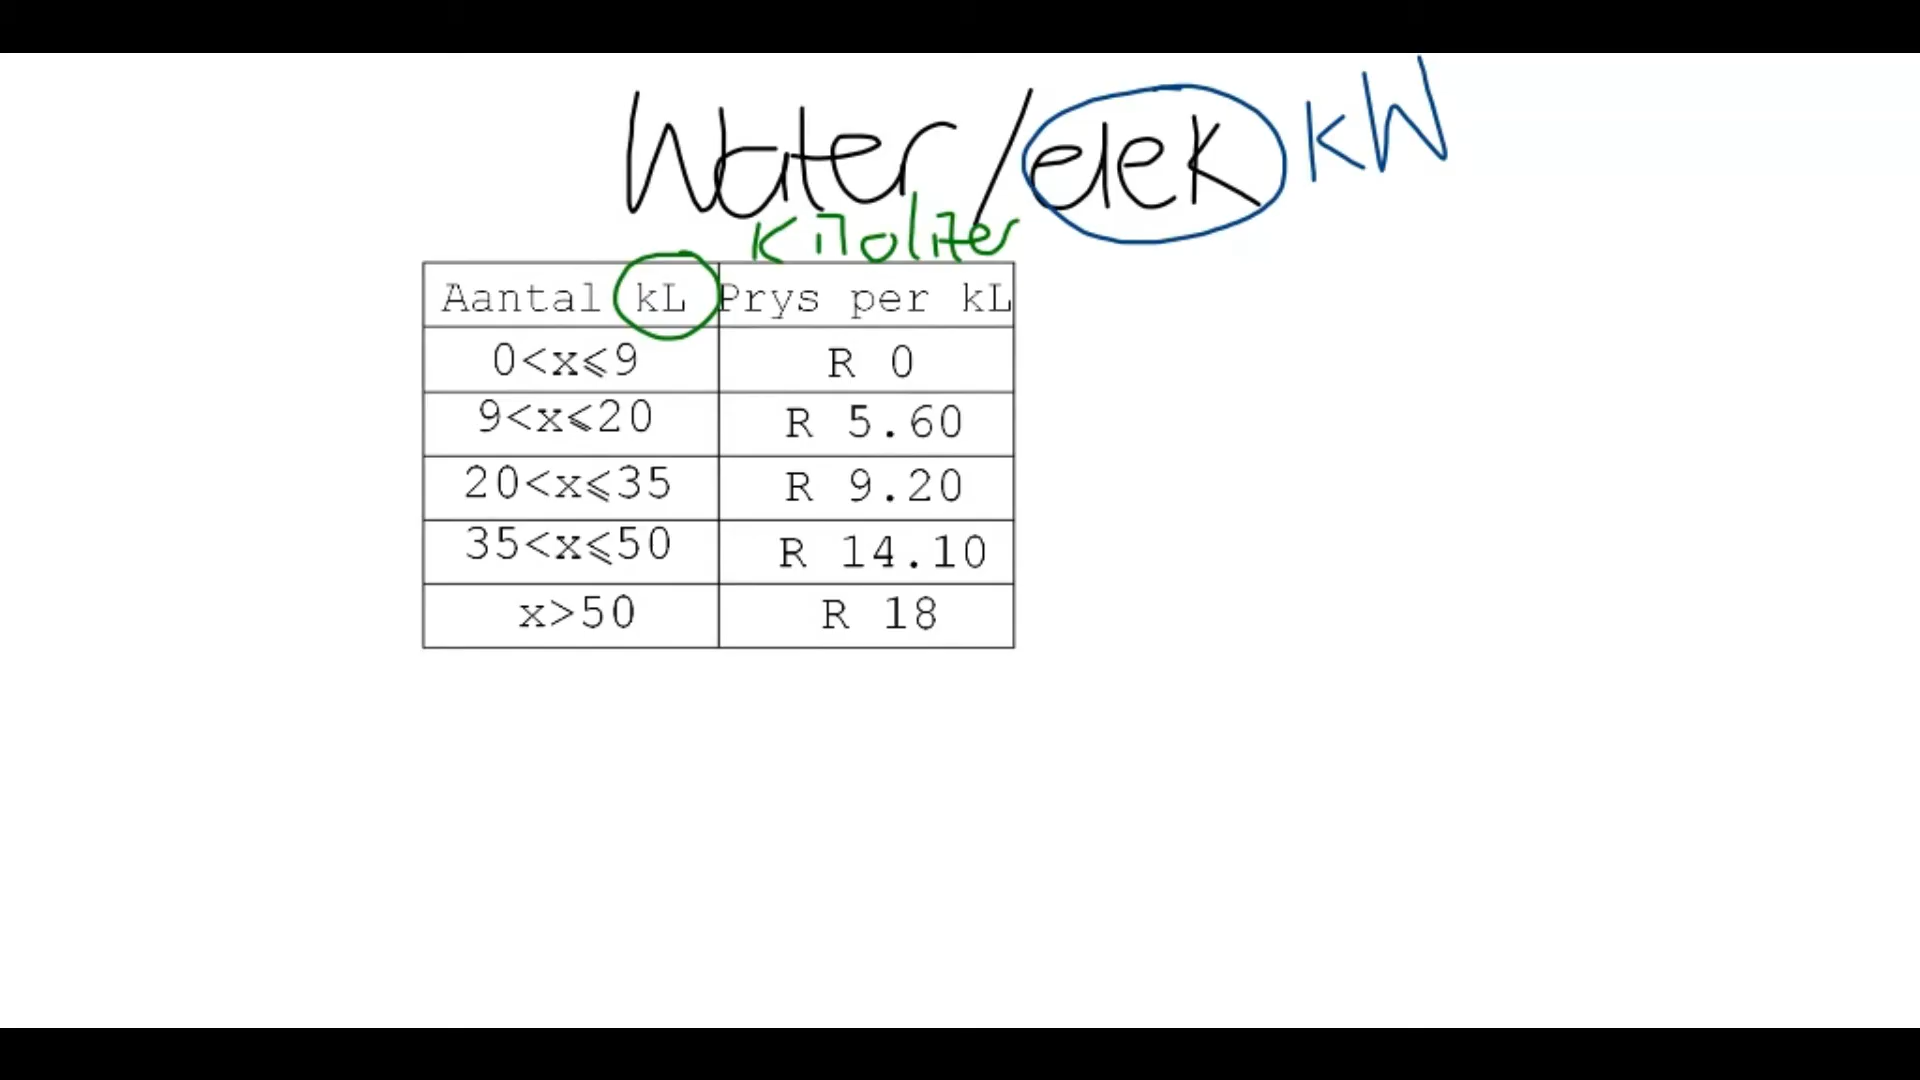 Water/elek kW
kiloliter
Aantal kL Prys per kL
0<x⩽9 R 0
9<x⩽20 R 5.60
20<x⩽35 R 9.20
35<x⩽50 R 14.10
x>50 R 18